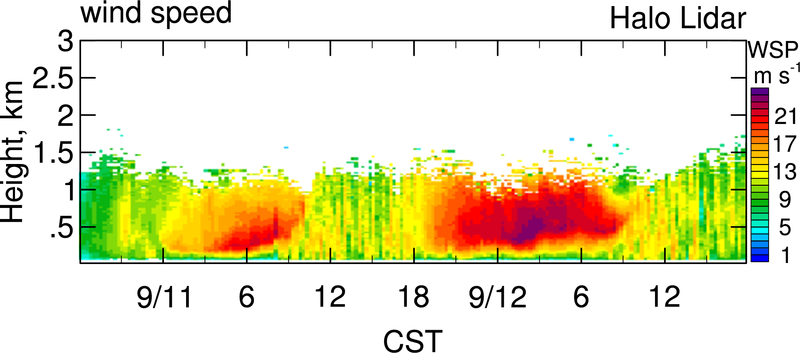 wind speed
Halo Lidar
WSP
m s⁻¹
3
2.5
2
1.5
1
.5
Height, km
21
17
13
9
5
1
9/11 6 12 18 9/12 6 12
CST